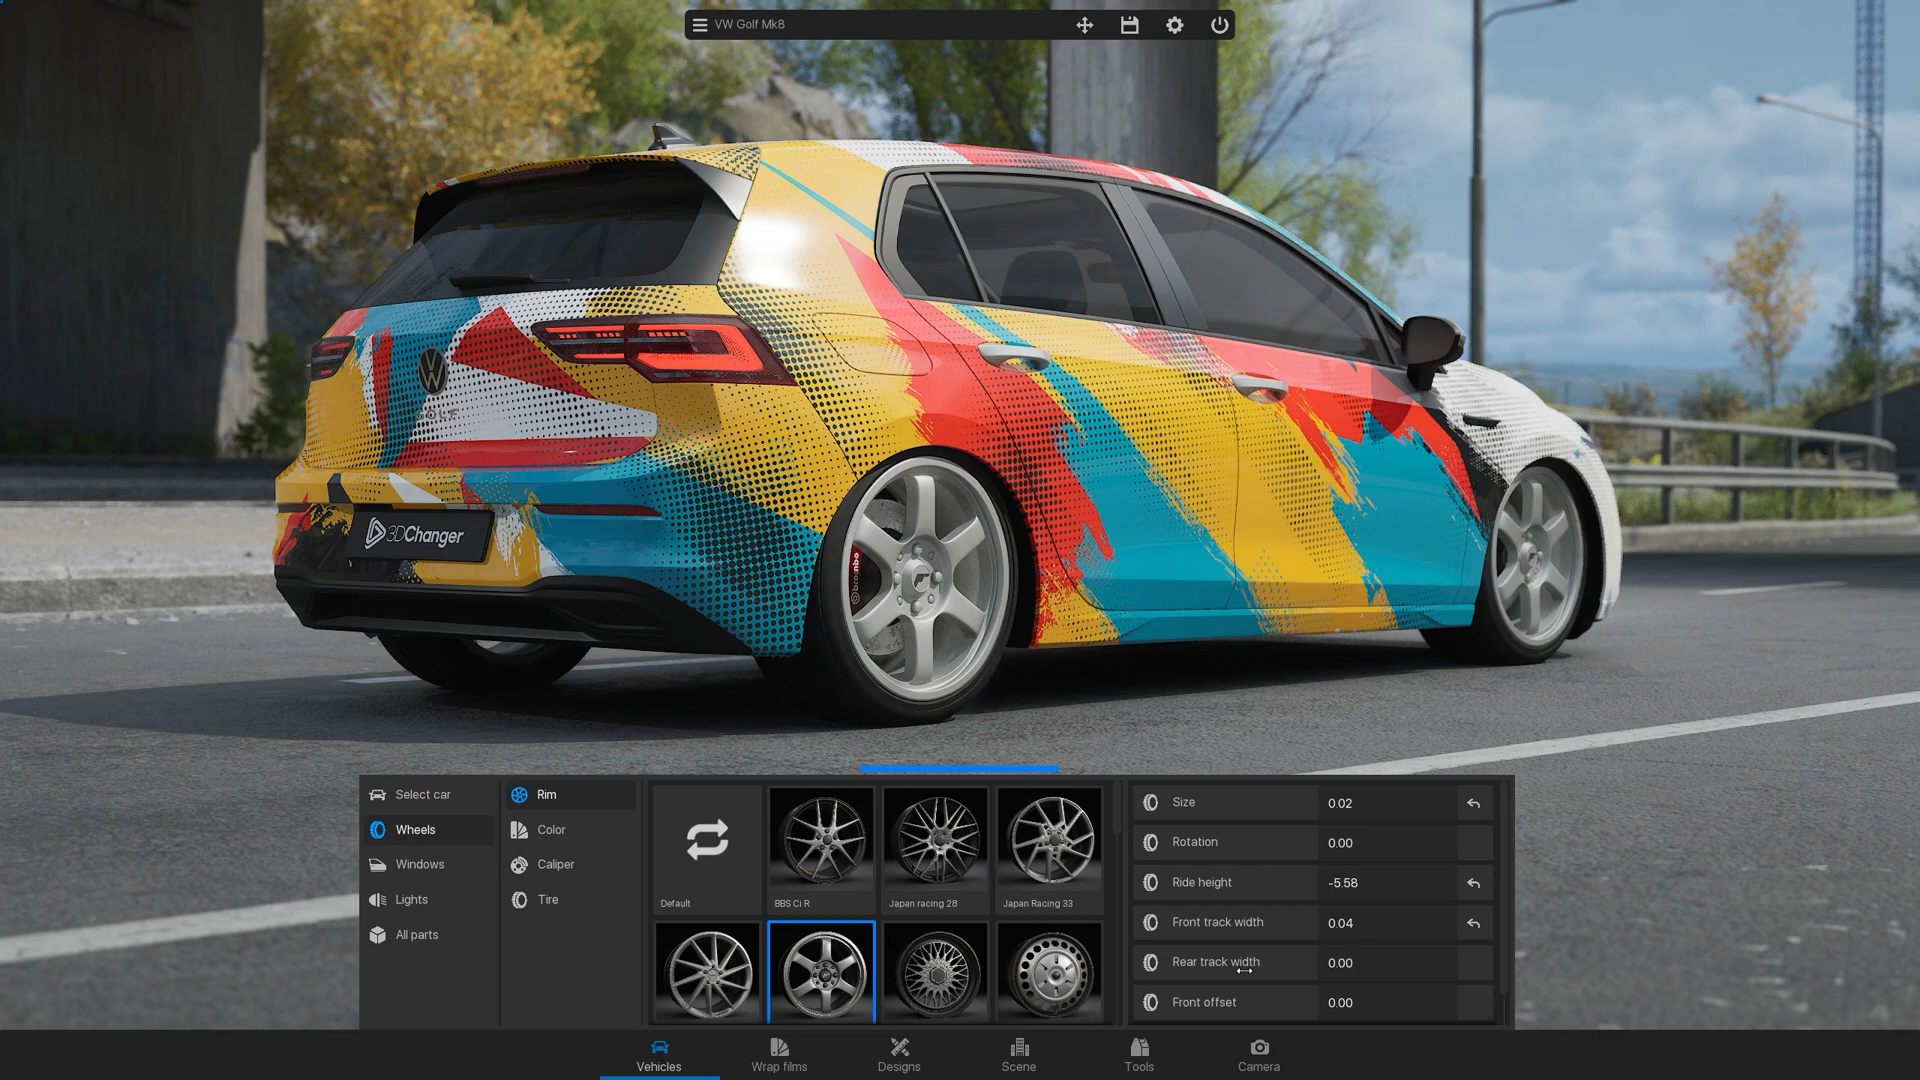 VW Golf Mk8
GOLF
3DChanger
brembo
Select car
Wheels
Windows
Lights
All parts
Rim
Color
Caliper
Tire
Default
BBS Ci R
Japan racing 28
Japan Racing 33
Size 0.02
Rotation 0.00
Ride height -5.58
Front track width 0.04
Rear track width 0.00
Front offset 0.00
Vehicles
Wrap films
Designs
Scene
Tools
Camera